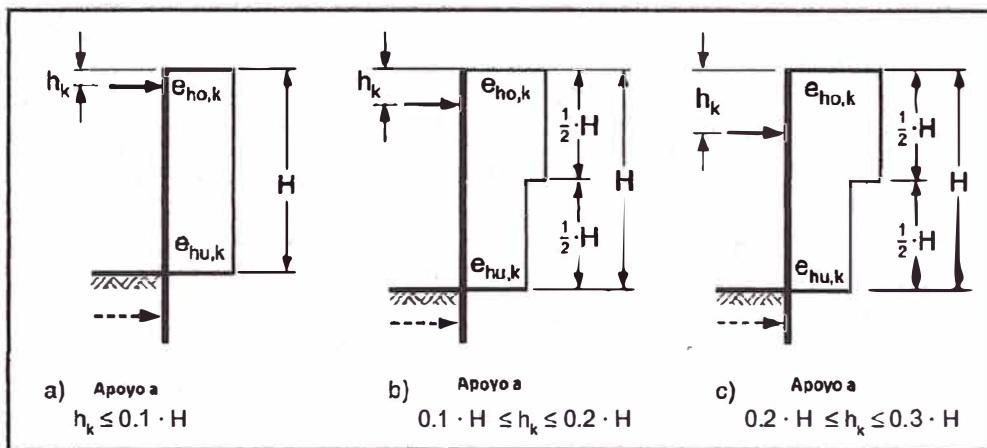 h_k
e_ho,k
H
e_hu,k
a) Apoyo a
h_k ≤ 0.1 · H
h_k
e_ho,k
1/2 · H
H
1/2 · H
e_hu,k
b) Apoyo a
0.1 · H ≤ h_k ≤ 0.2 · H
h_k
e_ho,k
1/2 · H
H
1/2 · H
e_hu,k
c) Apoyo a
0.2 · H ≤ h_k ≤ 0.3 · H